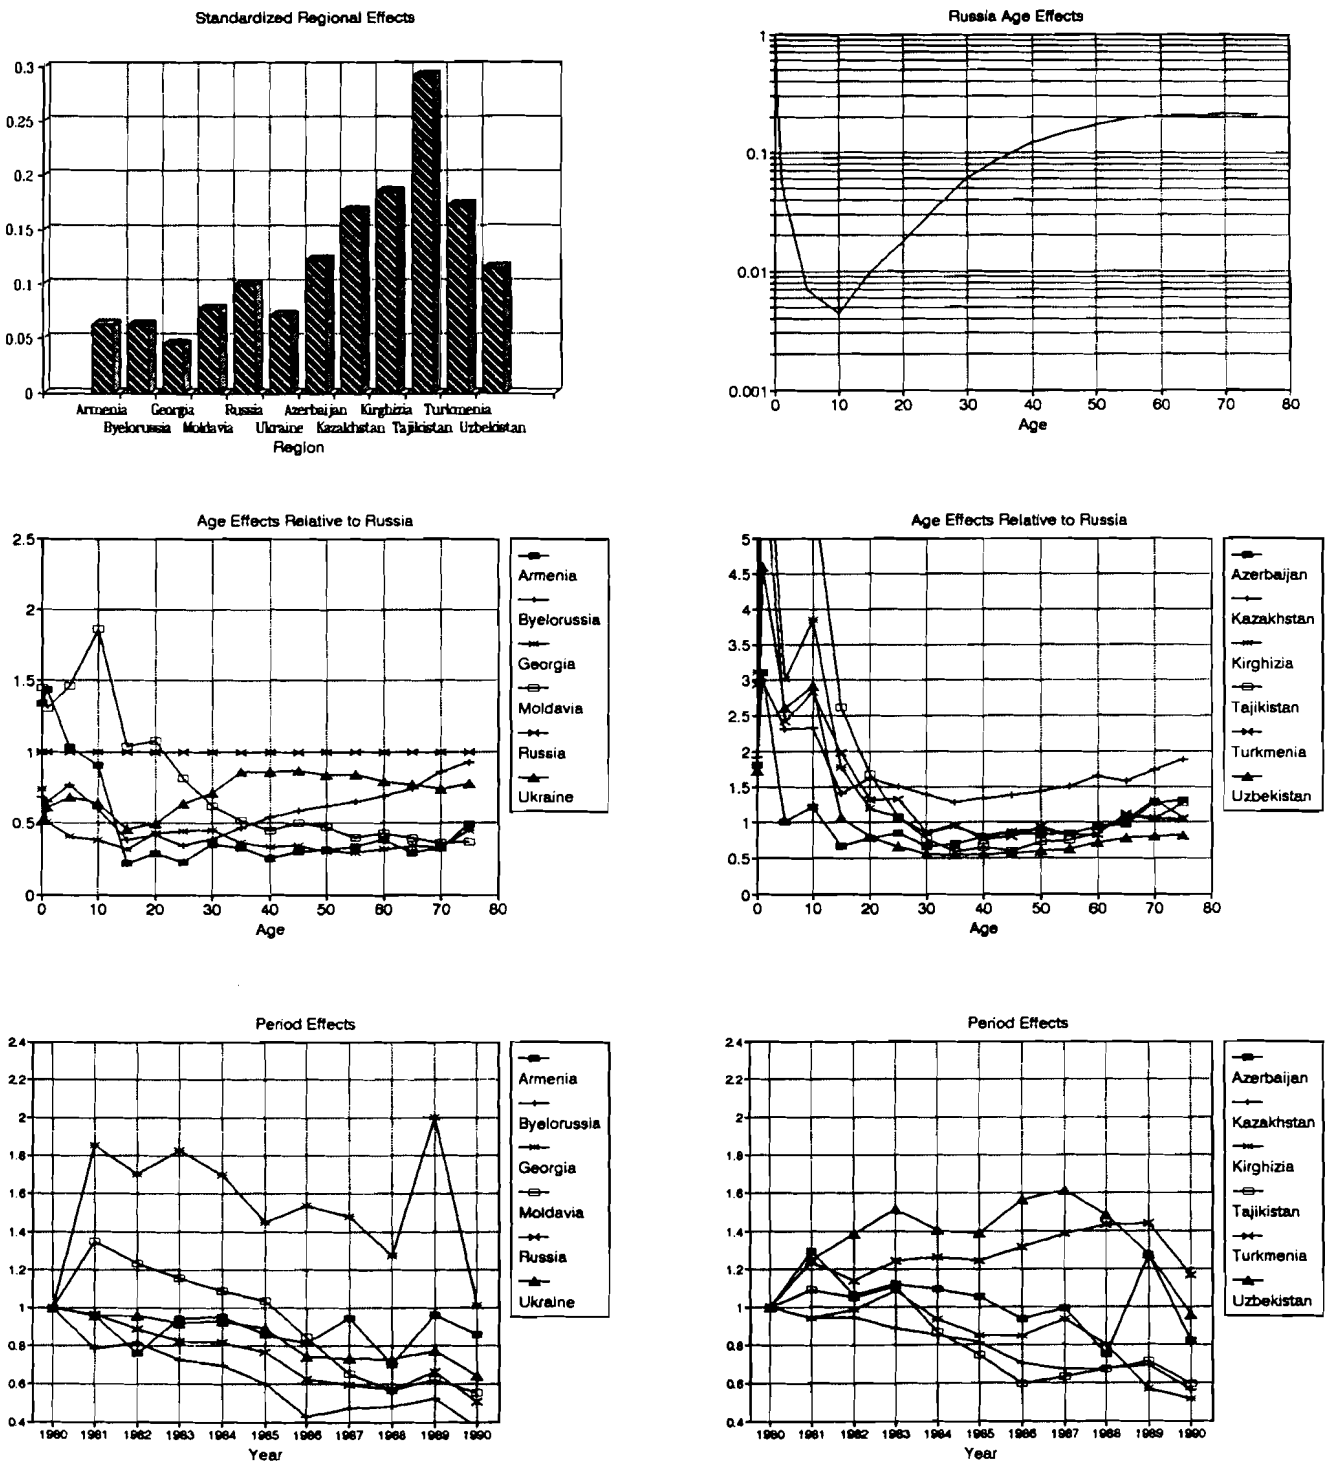 Standardized Regional Effects
0.3
0.25
0.2
0.15
0.1
0.05
0
Armenia Georgia Russia Azerbaijan Kirghizia Turkmenia
Byelorussia Moldavia Ukraine Kazakhstan Tajikistan Uzbekistan
Region
Russia Age Effects
1
0.1
0.01
0.001
0 10 20 30 40 50 60 70 80
Age
Age Effects Relative to Russia
2.5
2
1.5
1
0.5
0
0 10 20 30 40 50 60 70 80
Age
Armenia
Byelorussia
Georgia
Moldavia
Russia
Ukraine
Age Effects Relative to Russia
5
4.5
4
3.5
3
2.5
2
1.5
1
0.5
0
0 10 20 30 40 50 60 70 80
Age
Azerbaijan
Kazakhstan
Kirghizia
Tajikistan
Turkmenia
Uzbekistan
Period Effects
2.4
2.2
2
1.8
1.6
1.4
1.2
1
0.8
0.6
0.4
1980 1981 1982 1983 1984 1985 1986 1987 1988 1989 1990
Year
Armenia
Byelorussia
Georgia
Moldavia
Russia
Ukraine
Period Effects
2.4
2.2
2
1.8
1.6
1.4
1.2
1
0.8
0.6
0.4
1980 1981 1982 1983 1984 1985 1986 1987 1988 1989 1990
Year
Azerbaijan
Kazakhstan
Kirghizia
Tajikistan
Turkmenia
Uzbekistan